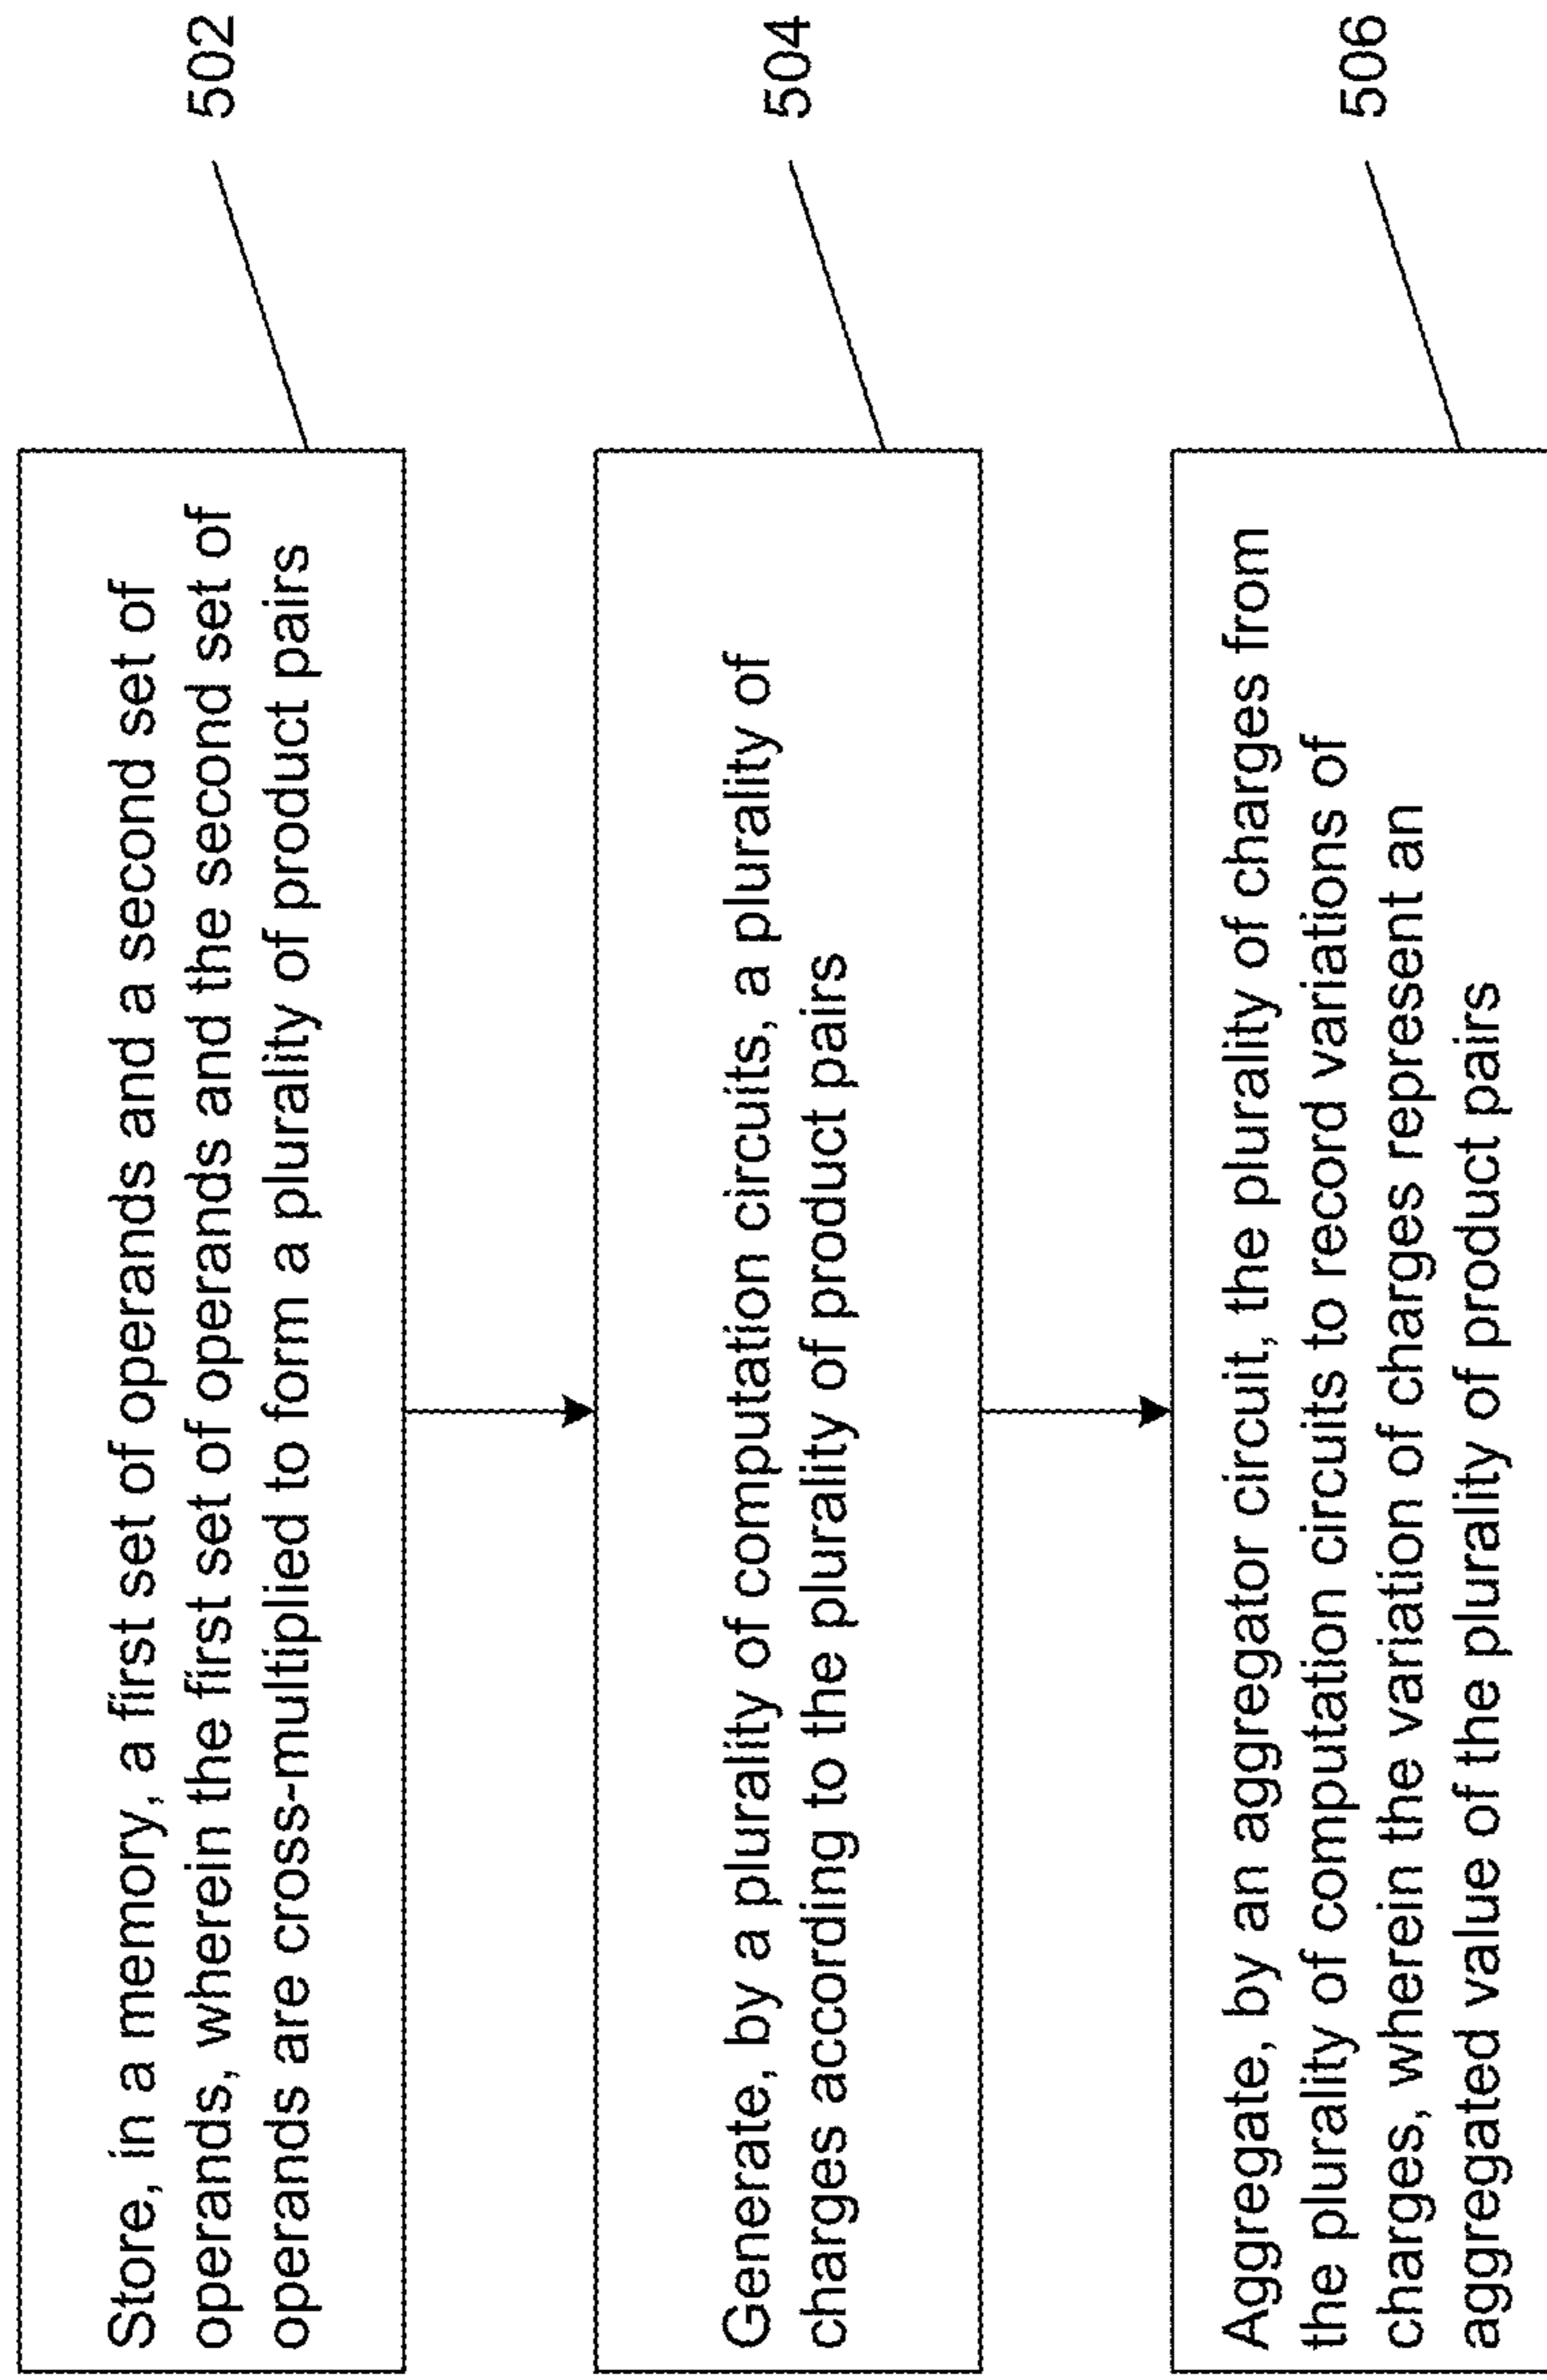 Store, in a memory, a first set of operands and a second set of
operands, wherein the first set of operands and the second set of
operands are cross-multiplied to form a plurality of product pairs
502
Generate, by a plurality of computation circuits, a plurality of
charges according to the plurality of product pairs
504
Aggregate, by an aggregator circuit, the plurality of charges from
the plurality of computation circuits to record variations of
charges, wherein the variation of charges represent an
aggregated value of the plurality of product pairs
506